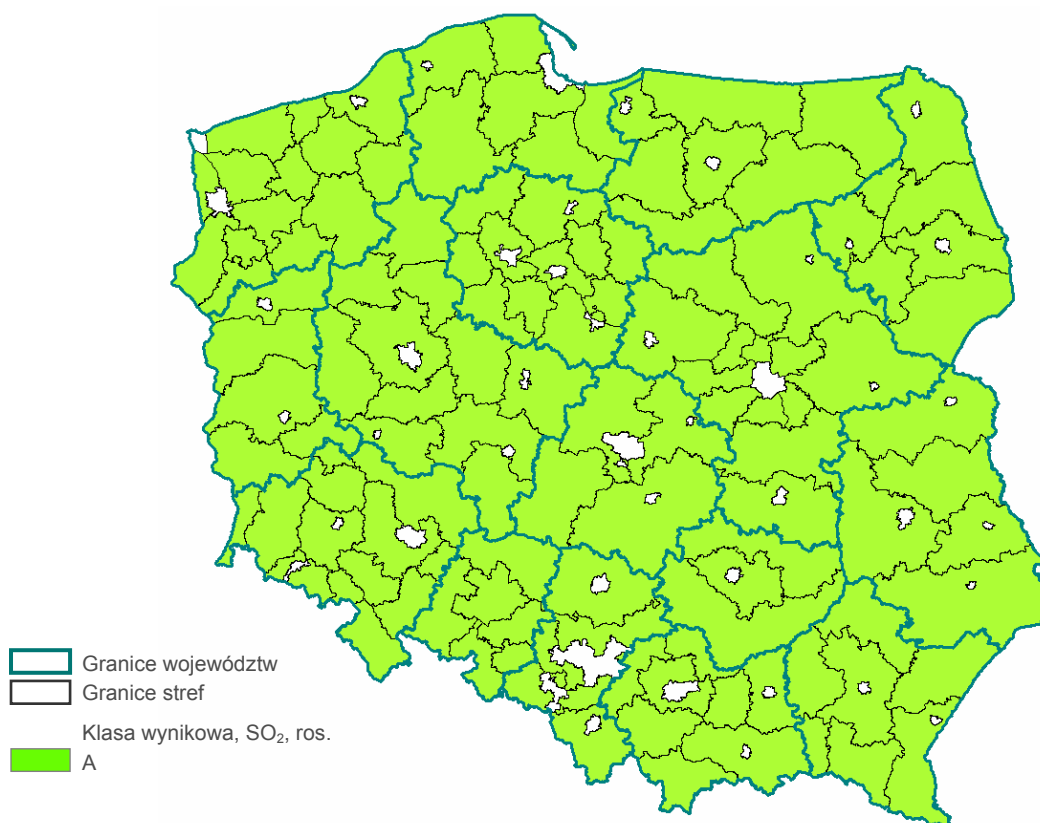 Granice województw
Granice stref
Klasa wynikowa, SO₂, ros.
A